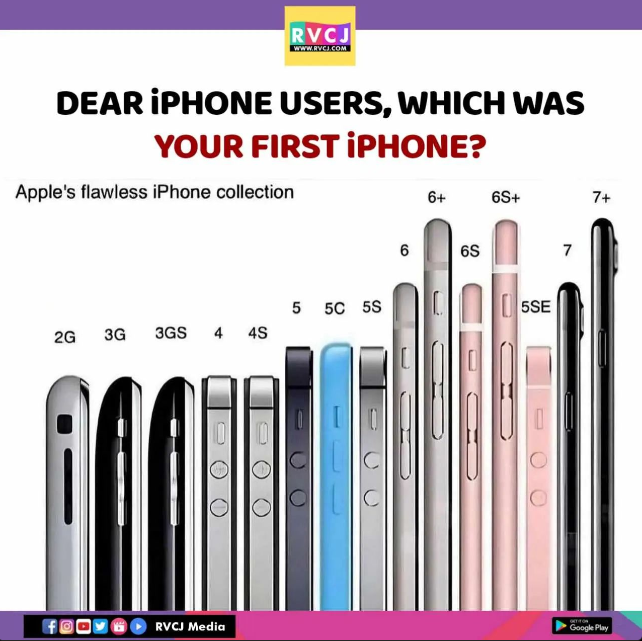 RVCJ
WWW.RVCJ.COM
DEAR iPHONE USERS, WHICH WAS
YOUR FIRST iPHONE?
Apple's flawless iPhone collection
2G
3G
3GS
4
4S
5
5C
5S
6
6+
6S
6S+
5SE
7
7+
RVCJ Media
GET IT ON
Google Play